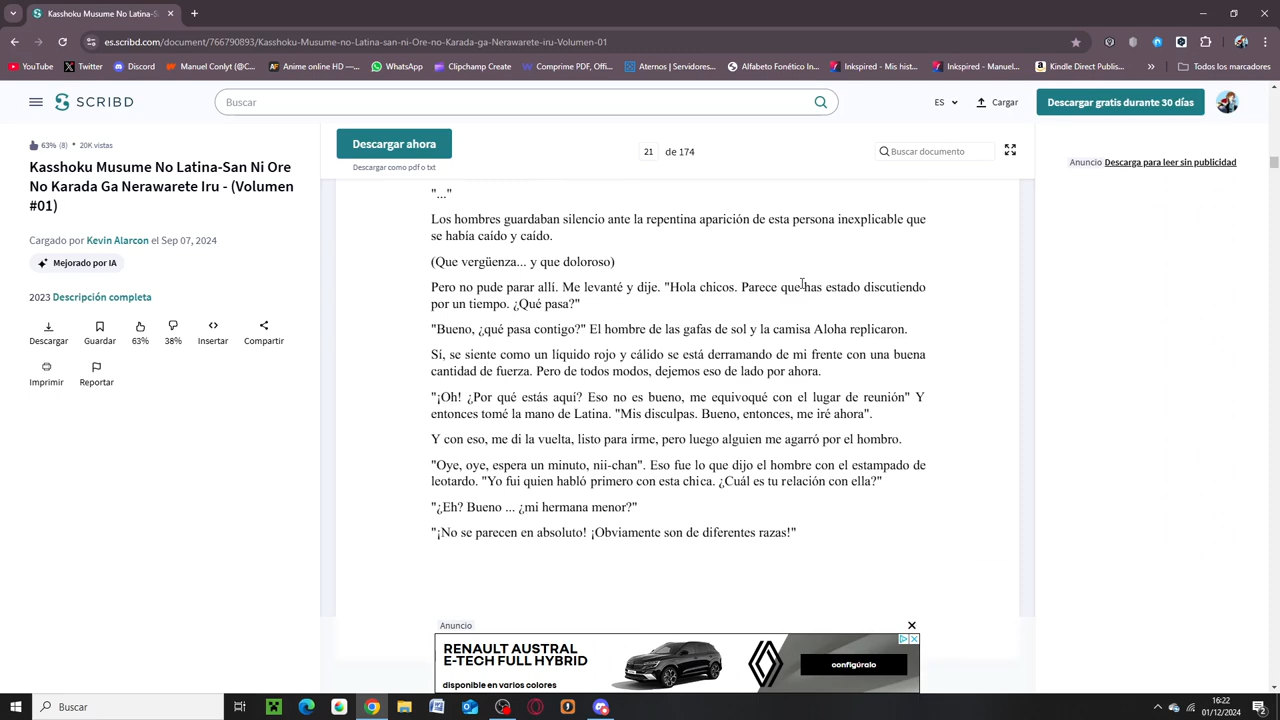 Kasshoku Musume No Latina-Sa
es.scribd.com/document/766790893/Kasshoku-Musume-no-Latina-san-ni-Ore-no-Karada-ga-Nerawarete-Iru-Volumen-01
YouTube Twitter Discord Manuel Conlyt (@man... Anime online HD —... WhatsApp Clipchamp Create Comprime PDF, Offi... Aternos | Servidores... Alfabeto Fonético In... Inkspired - Mis hist... Inkspired - Manuel... Amazon Kindle Direct Publis... Todos los marcadores
SCRIBD
Buscar
ES
Cargar
Descargar gratis durante 30 días
63% (8) • 20K vistas
Kasshoku Musume No Latina-San Ni Ore
No Karada Ga Nerawarete Iru - (Volumen
#01)
Cargado por Kevin Alarcon el Sep 07, 2024
Mejorado por IA
2023 Descripción completa
Descargar Guardar 63% 38% Insertar Compartir
Imprimir Reportar
Descargar ahora
Descargar como pdf o txt
21 de 174
Buscar documento
"..."
Los hombres guardaban silencio ante la repentina aparición de esta persona inexplicable que
se había caído y caído.
(Que vergüenza... y que doloroso)
Pero no pude parar allí. Me levanté y dije. "Hola chicos. Parece que has estado discutiendo
por un tiempo. ¿Qué pasa?"
"Bueno, ¿qué pasa contigo?" El hombre de las gafas de sol y la camisa Aloha replicaron.
Sí, se siente como un líquido rojo y cálido se está derramando de mi frente con una buena
cantidad de fuerza. Pero de todos modos, dejemos eso de lado por ahora.
"¡Oh! ¿Por qué estás aquí? Eso no es bueno, me equivoqué con el lugar de reunión" Y
entonces tomé la mano de Latina. "Mis disculpas. Bueno, entonces, me iré ahora".
Y con eso, me di la vuelta, listo para irme, pero luego alguien me agarró por el hombro.
"Oye, oye, espera un minuto, nii-chan". Eso fue lo que dijo el hombre con el estampado de
leotardo. "Yo fui quien habló primero con esta chica. ¿Cuál es tu relación con ella?"
"¿Eh? Bueno ... ¿mi hermana menor?"
"¡No se parecen en absoluto! ¡Obviamente son de diferentes razas!"
Anuncio Descarga para leer sin publicidad
Anuncio
RENAULT AUSTRAL
E-TECH FULL HYBRID
disponible en varios colores
configúralo
Buscar
16:22
01/12/2024